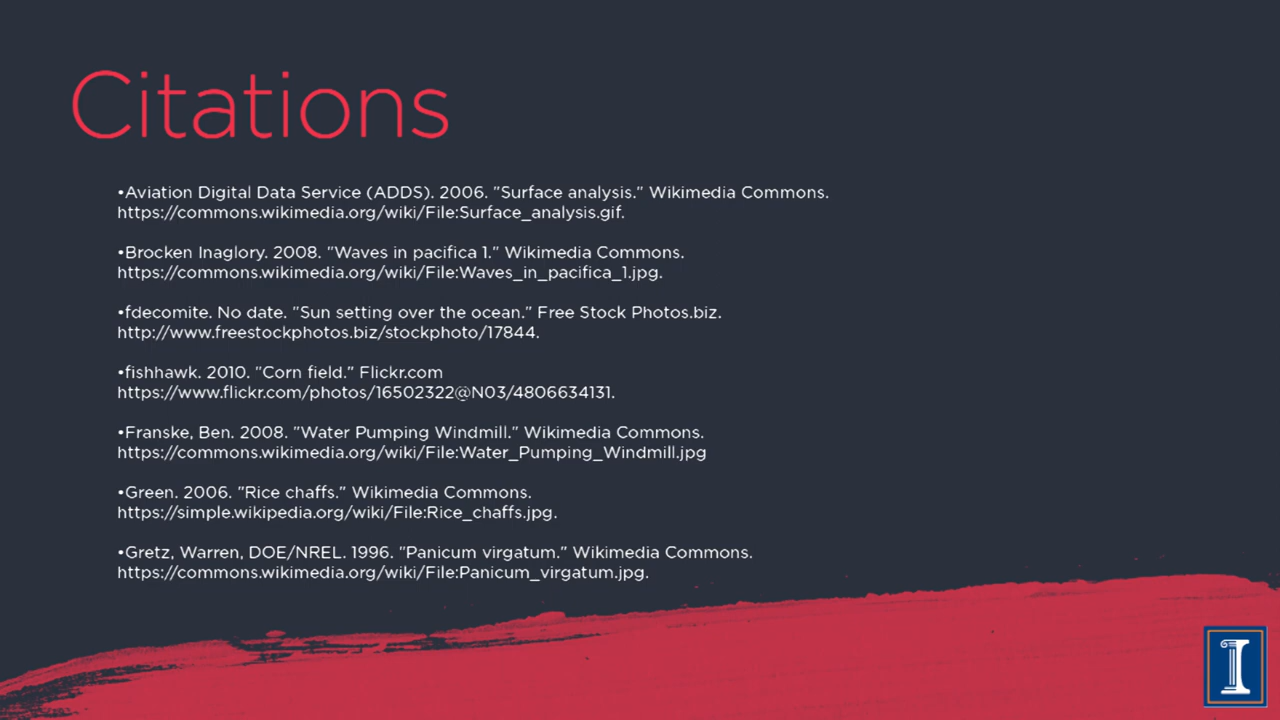 Citations
•Aviation Digital Data Service (ADDS). 2006. "Surface analysis." Wikimedia Commons.
https://commons.wikimedia.org/wiki/File:Surface_analysis.gif.
•Brocken Inaglory. 2008. "Waves in pacifica 1." Wikimedia Commons.
https://commons.wikimedia.org/wiki/File:Waves_in_pacifica_1.jpg.
•fdecomite. No date. "Sun setting over the ocean." Free Stock Photos.biz.
http://www.freestockphotos.biz/stockphoto/17844.
•fishhawk. 2010. "Corn field." Flickr.com
https://www.flickr.com/photos/16502322@N03/4806634131.
•Franske, Ben. 2008. "Water Pumping Windmill." Wikimedia Commons.
https://commons.wikimedia.org/wiki/File:Water_Pumping_Windmill.jpg
•Green. 2006. "Rice chaffs." Wikimedia Commons.
https://simple.wikipedia.org/wiki/File:Rice_chaffs.jpg.
•Gretz, Warren, DOE/NREL. 1996. "Panicum virgatum." Wikimedia Commons.
https://commons.wikimedia.org/wiki/File:Panicum_virgatum.jpg.
I